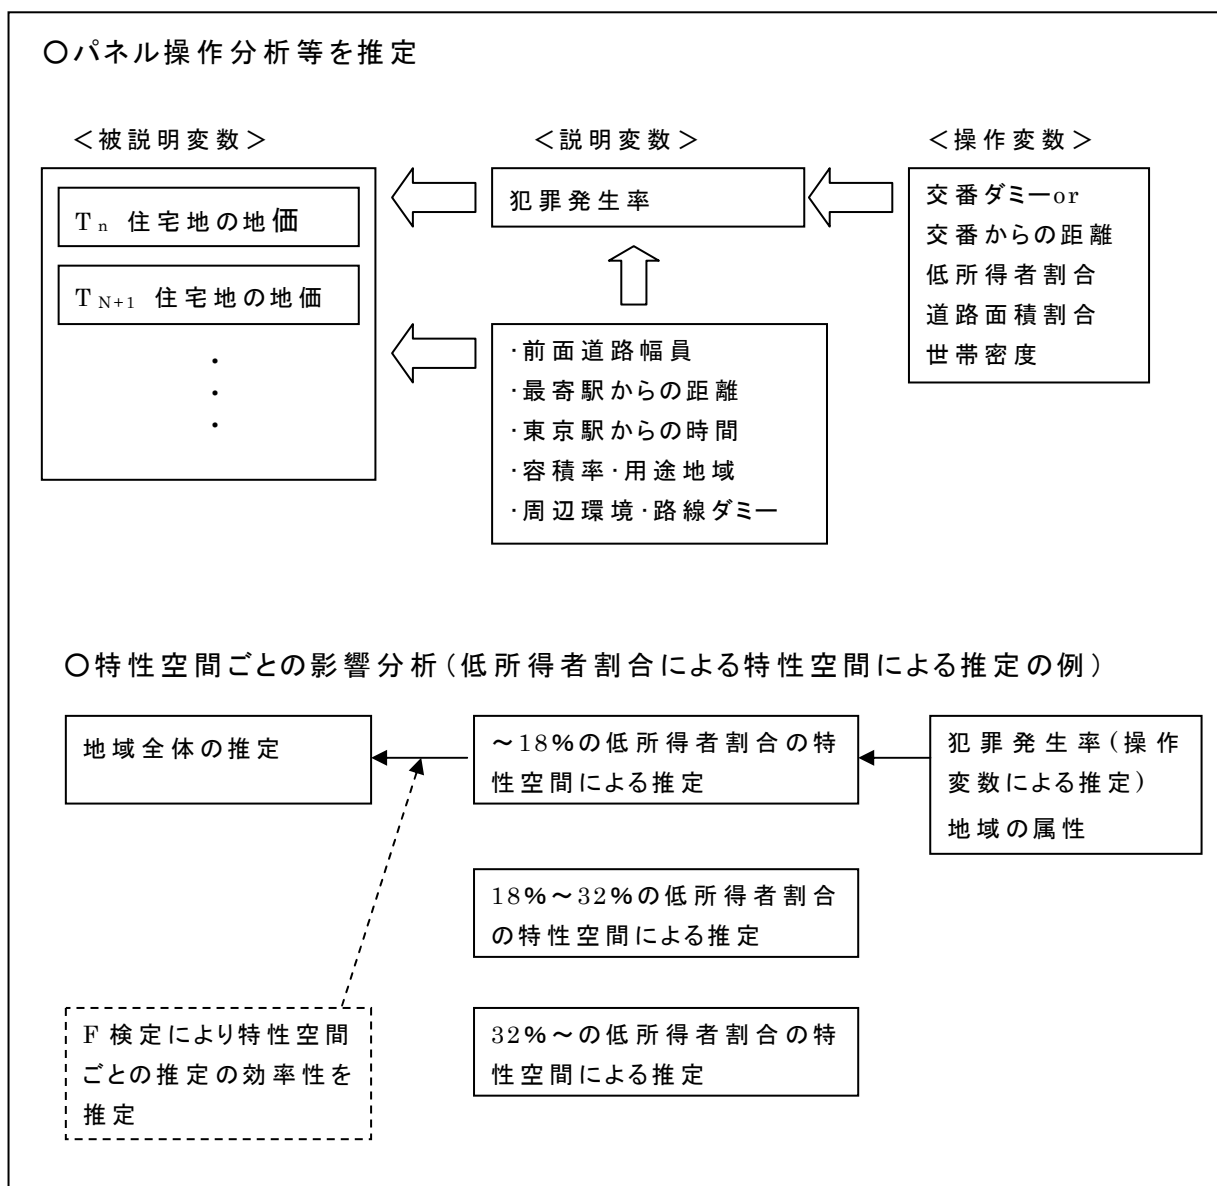 ○パネル操作分析等を推定
＜被説明変数＞
＜説明変数＞
＜操作変数＞
Tn 住宅地の地価
TN+1 住宅地の地価
・
・
・
犯罪発生率
・前面道路幅員
・最寄駅からの距離
・東京駅からの時間
・容積率・用途地域
・周辺環境・路線ダミー
交番ダミーor
交番からの距離
低所得者割合
道路面積割合
世帯密度
○特性空間ごとの影響分析（低所得者割合による特性空間による推定の例）
地域全体の推定
～18%の低所得者割合の特
性空間による推定
犯罪発生率（操作
変数による推定）
地域の属性
18%～32%の低所得者割合
の特性空間による推定
F 検定により特性空間
ごとの推定の効率性を
推定
32%～の低所得者割合の特
性空間による推定